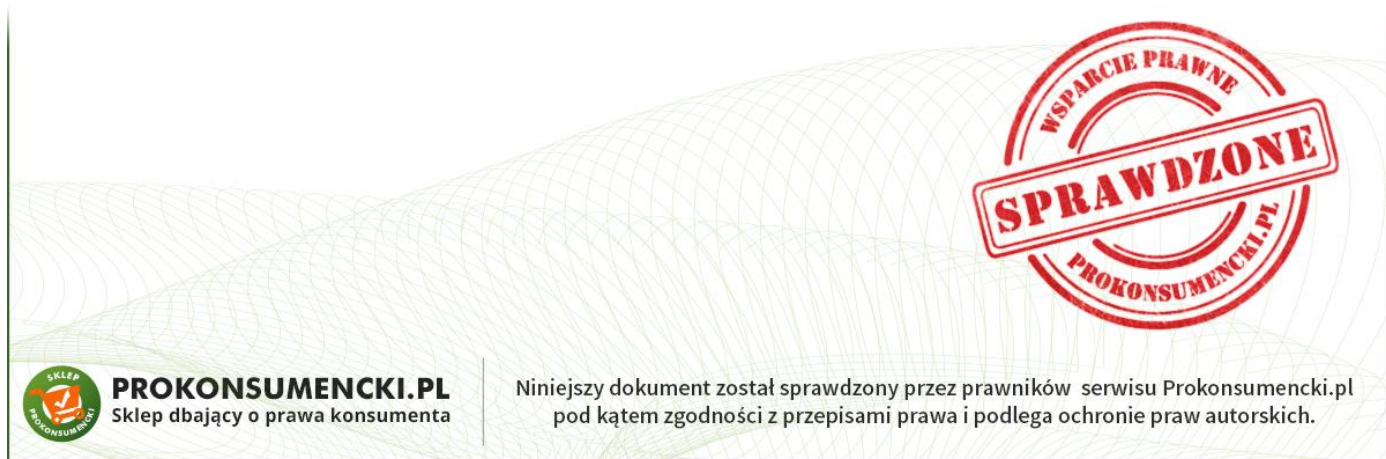 WSPARCIE PRAWNE
SPRAWDZONE
PROKONSUMENCKI.PL
SKLEP
PROKONSUMENCKI
PROKONSUMENCKI.PL
Sklep dbający o prawa konsumenta
Niniejszy dokument został sprawdzony przez prawników serwisu Prokonsumencki.pl
pod kątem zgodności z przepisami prawa i podlega ochronie praw autorskich.